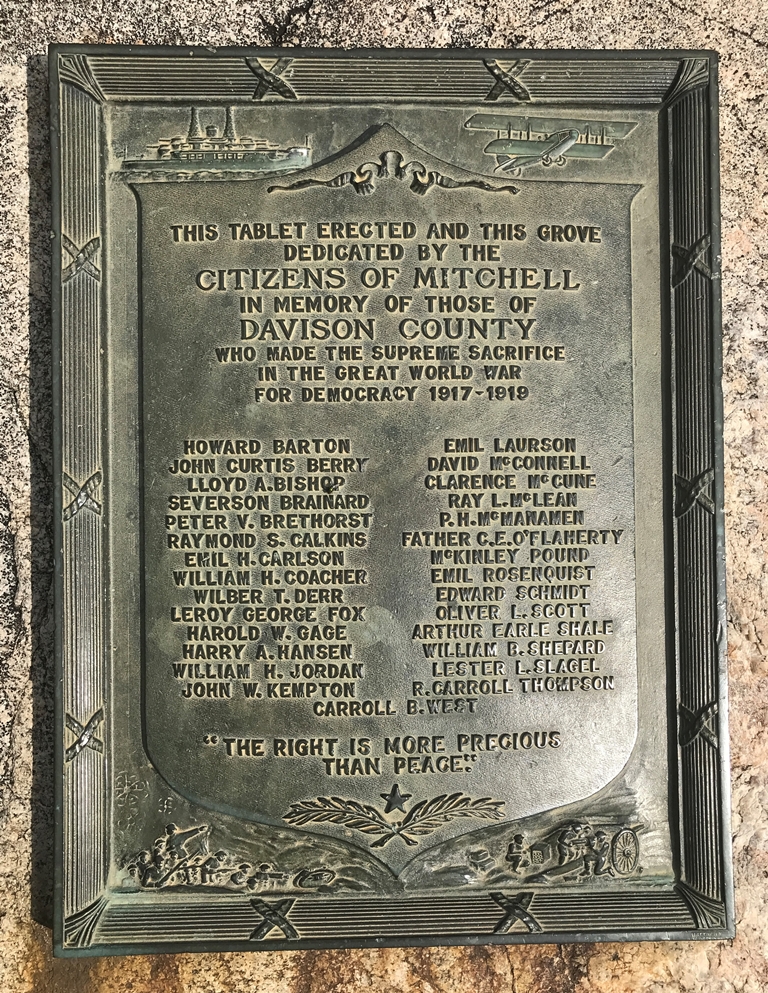 THIS TABLET ERECTED AND THIS GROVE
DEDICATED BY THE
CITIZENS OF MITCHELL
IN MEMORY OF THOSE OF
DAVISON COUNTY
WHO MADE THE SUPREME SACRIFICE
IN THE GREAT WORLD WAR
FOR DEMOCRACY 1917-1919
HOWARD BARTON
JOHN CURTIS BERRY
LLOYD A. BISHOP
SEVERSON BRAINARD
PETER V. BRETHORST
RAYMOND S. CALKINS
EMIL H. CARLSON
WILLIAM H. COACHER
WILBER T. DERR
LEROY GEORGE FOX
HAROLD W. GAGE
HARRY A. HANSEN
WILLIAM H. JORDAN
JOHN W. KEMPTON
EMIL LAURSON
DAVID McCONNELL
CLARENCE McCUNE
RAY L. McLEAN
P. H. McMANAMEN
FATHER C. E. O'FLAHERTY
McKINLEY POUND
EMIL ROSENQUIST
EDWARD SCHMIDT
OLIVER L. SCOTT
ARTHUR EARLE SHALE
WILLIAM B. SHEPARD
LESTER L. SLAGEL
R. CARROLL THOMPSON
CARROLL B. WEST
"THE RIGHT IS MORE PRECIOUS
THAN PEACE."